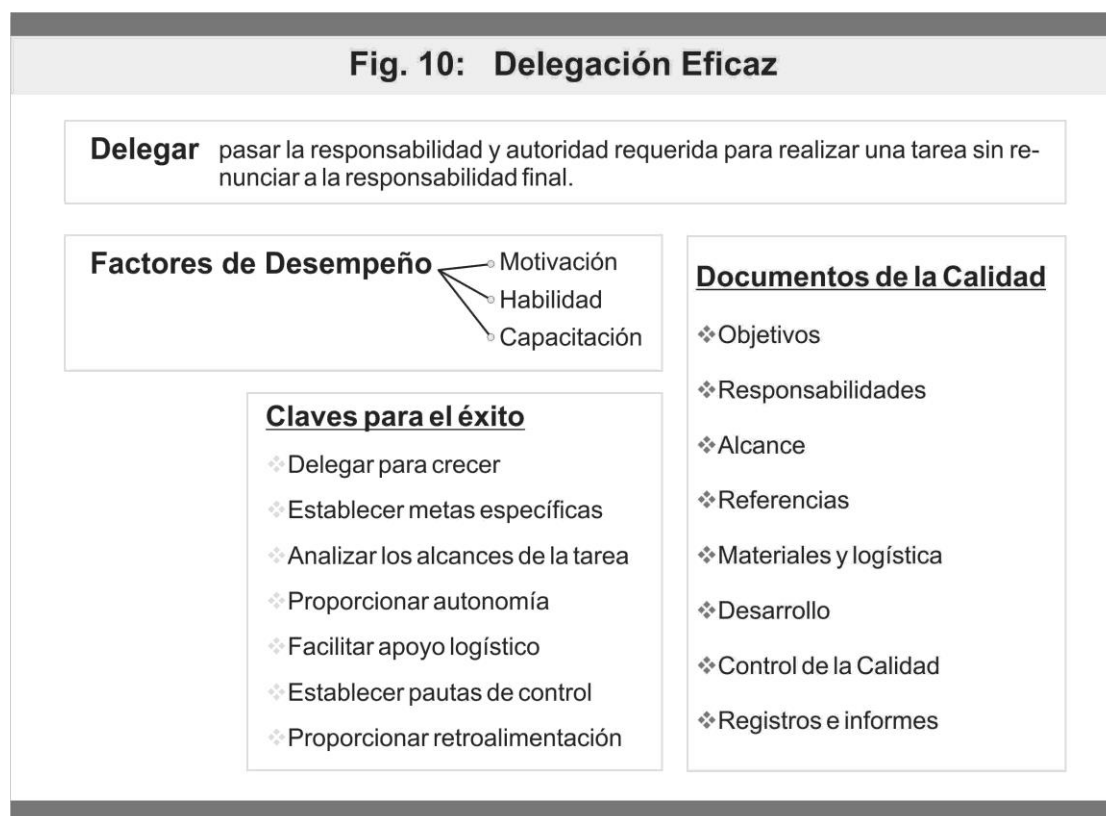 Fig. 10: Delegación Eficaz
Delegar pasar la responsabilidad y autoridad requerida para realizar una tarea sin re-
nunciar a la responsabilidad final.
Factores de Desempeño
Motivación
Habilidad
Capacitación
Claves para el éxito
Delegar para crecer
Establecer metas específicas
Analizar los alcances de la tarea
Proporcionar autonomía
Facilitar apoyo logístico
Establecer pautas de control
Proporcionar retroalimentación
Documentos de la Calidad
Objetivos
Responsabilidades
Alcance
Referencias
Materiales y logística
Desarrollo
Control de la Calidad
Registros e informes